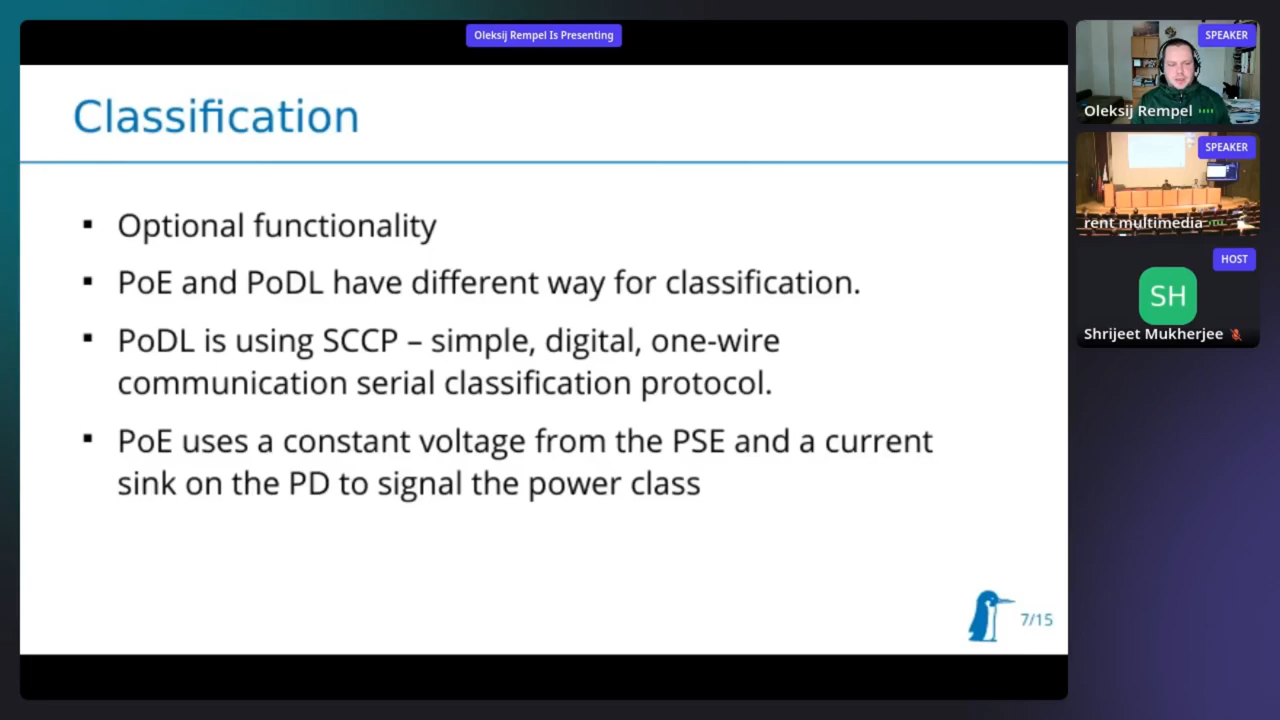 Oleksij Rempel Is Presenting
Classification
▪ Optional functionality
▪ PoE and PoDL have different way for classification.
▪ PoDL is using SCCP – simple, digital, one-wire
communication serial classification protocol.
▪ PoE uses a constant voltage from the PSE and a current
sink on the PD to signal the power class
7/15
SPEAKER
Oleksij Rempel
SPEAKER
rent multimedia
HOST
SH
Shrijeet Mukherjee